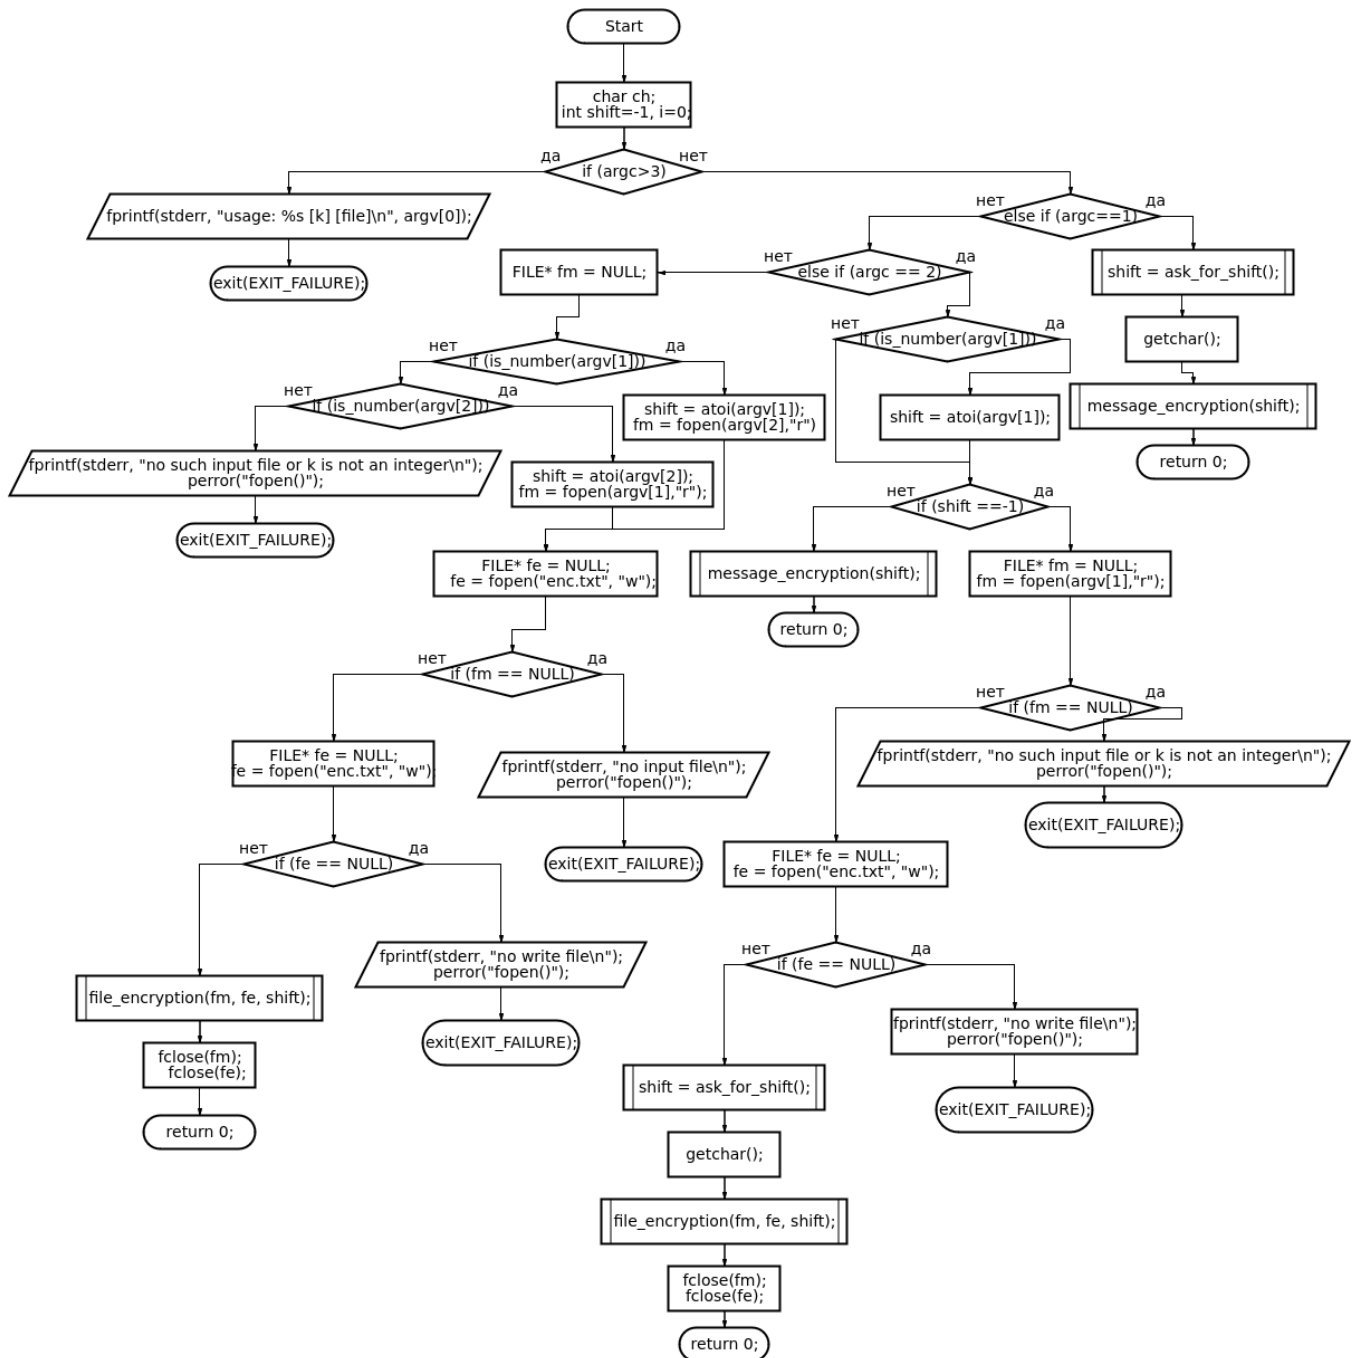 Start
char ch;
int shift=-1, i=0;
да
нет
if (argc>3)
fprintf(stderr, "usage: %s [k] [file]\n", argv[0]);
exit(EXIT_FAILURE);
нет
да
else if (argc==1)
shift = ask_for_shift();
getchar();
message_encryption(shift);
return 0;
нет
да
else if (argc == 2)
FILE* fm = NULL;
нет
да
if (is_number(argv[1]))
shift = atoi(argv[1]);
нет
да
if (is_number(argv[1]))
shift = atoi(argv[1]);
fm = fopen(argv[2],"r")
нет
да
if (is_number(argv[2]))
shift = atoi(argv[2]);
fm = fopen(argv[1],"r");
fprintf(stderr, "no such input file or k is not an integer\n");
perror("fopen()");
exit(EXIT_FAILURE);
нет
да
if (shift ==-1)
message_encryption(shift);
return 0;
FILE* fm = NULL;
fm = fopen(argv[1],"r");
FILE* fe = NULL;
fe = fopen("enc.txt", "w");
нет
да
if (fm == NULL)
нет
да
if (fm == NULL)
fprintf(stderr, "no such input file or k is not an integer\n");
perror("fopen()");
exit(EXIT_FAILURE);
FILE* fe = NULL;
fe = fopen("enc.txt", "w");
fprintf(stderr, "no input file\n");
perror("fopen()");
exit(EXIT_FAILURE);
нет
да
if (fe == NULL)
FILE* fe = NULL;
fe = fopen("enc.txt", "w");
нет
да
if (fe == NULL)
fprintf(stderr, "no write file\n");
perror("fopen()");
exit(EXIT_FAILURE);
file_encryption(fm, fe, shift);
fclose(fm);
fclose(fe);
return 0;
fprintf(stderr, "no write file\n");
perror("fopen()");
exit(EXIT_FAILURE);
shift = ask_for_shift();
getchar();
file_encryption(fm, fe, shift);
fclose(fm);
fclose(fe);
return 0;